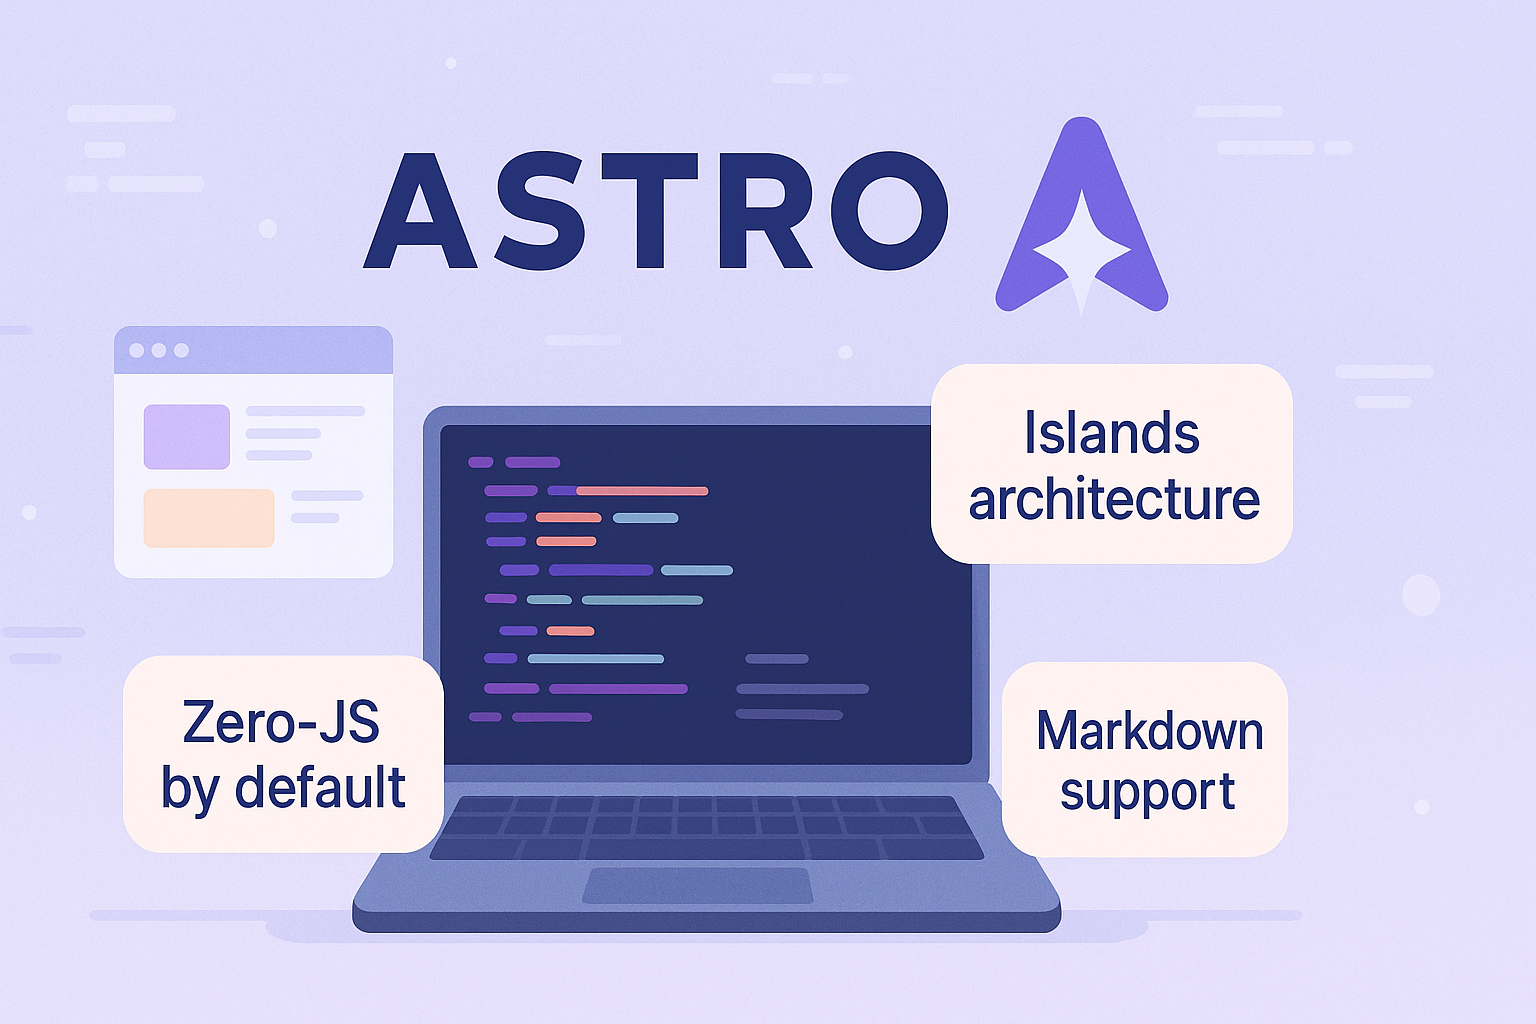 ASTRO
Islands
architecture
Zero-JS
by default
Markdown
support